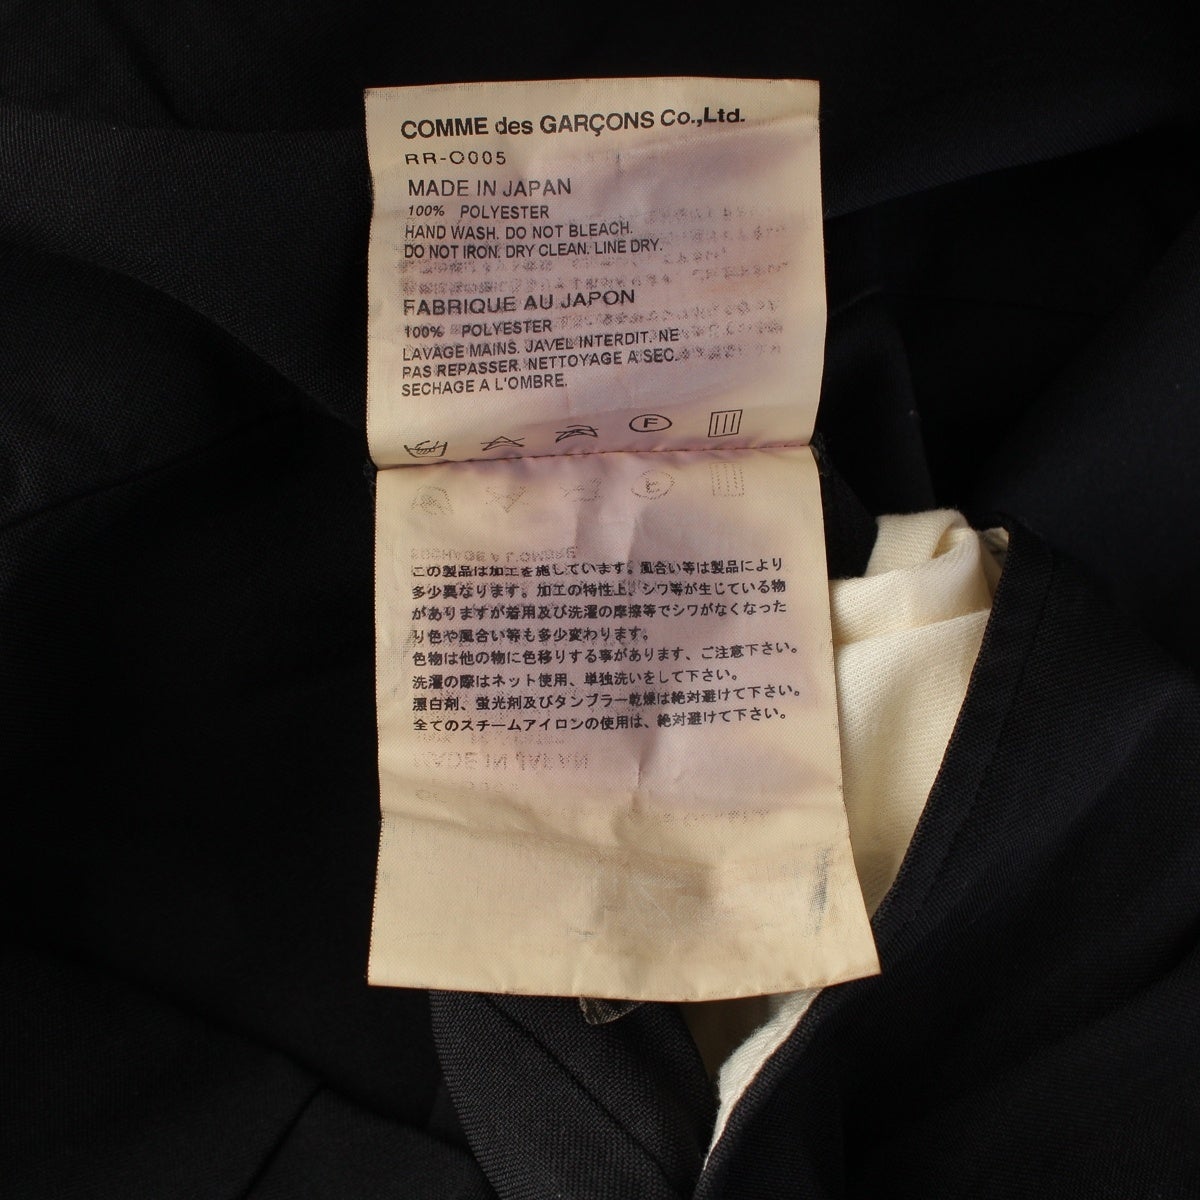 COMME des GARÇONS Co.,Ltd.
RR-O005
MADE IN JAPAN
100% POLYESTER
HAND WASH. DO NOT BLEACH.
DO NOT IRON. DRY CLEAN. LINE DRY.
FABRIQUE AU JAPON
100% POLYESTER
LAVAGE MAINS. JAVEL INTERDIT. NE
PAS REPASSER. NETTOYAGE A SEC.
SECHAGE A L'OMBRE.
F
この製品は加工を施しています。風合い等は製品により
多少異なります。加工の特性上、シワ等が生じている物
がありますが着用及び洗濯の摩擦等でシワがなくなった
り色や風合い等も多少変わります。
色物は他の物に色移りする事があります、ご注意下さい。
洗濯の際はネット使用、単独洗いをして下さい。
漂白剤、蛍光剤及びタンブラー乾燥は絶対避けて下さい。
全てのスチームアイロンの使用は、絶対避けて下さい。